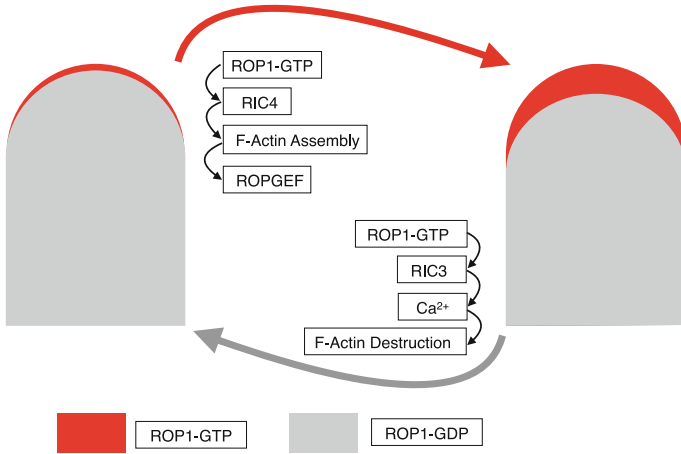 ROP1-GTP
RIC4
F-Actin Assembly
ROPGEF
ROP1-GTP
RIC3
Ca²⁺
F-Actin Destruction
ROP1-GTP
ROP1-GDP